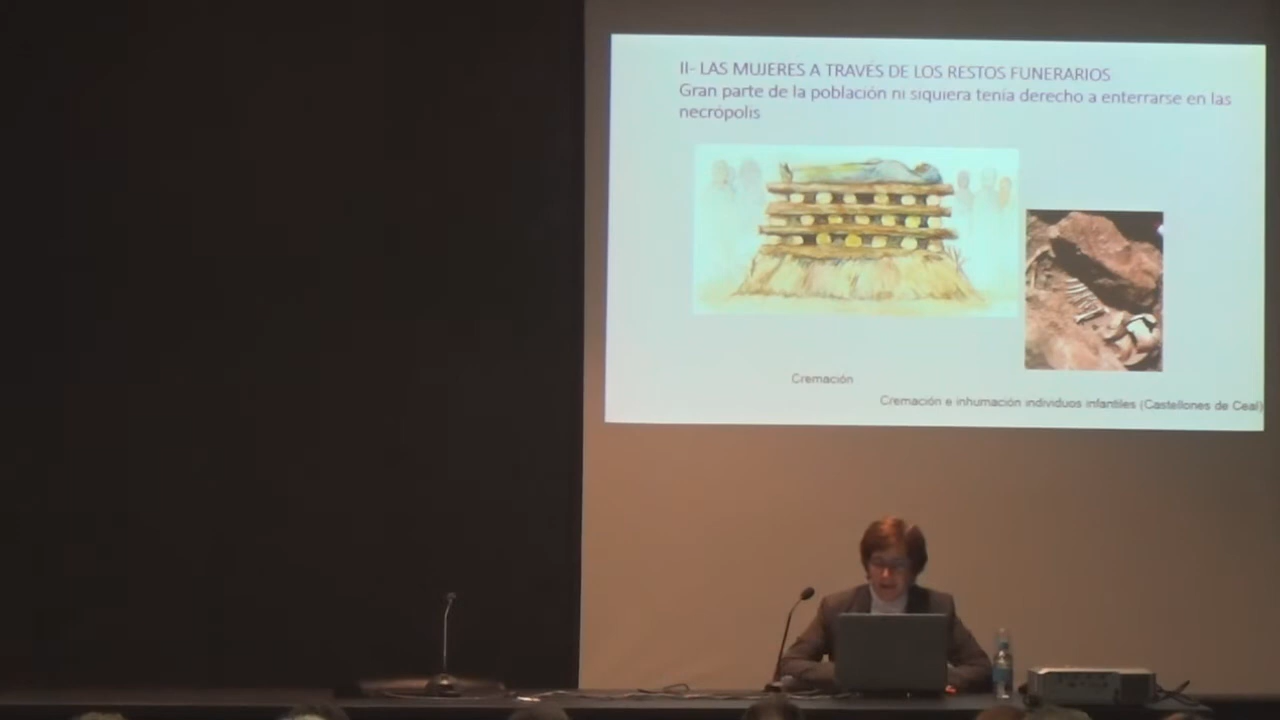 II- LAS MUJERES A TRAVÉS DE LOS RESTOS FUNERARIOS
Gran parte de la población ni siquiera tenía derecho a enterrarse en las
necrópolis
Cremación
Cremación e inhumación individuos infantiles (Castellones de Ceal)